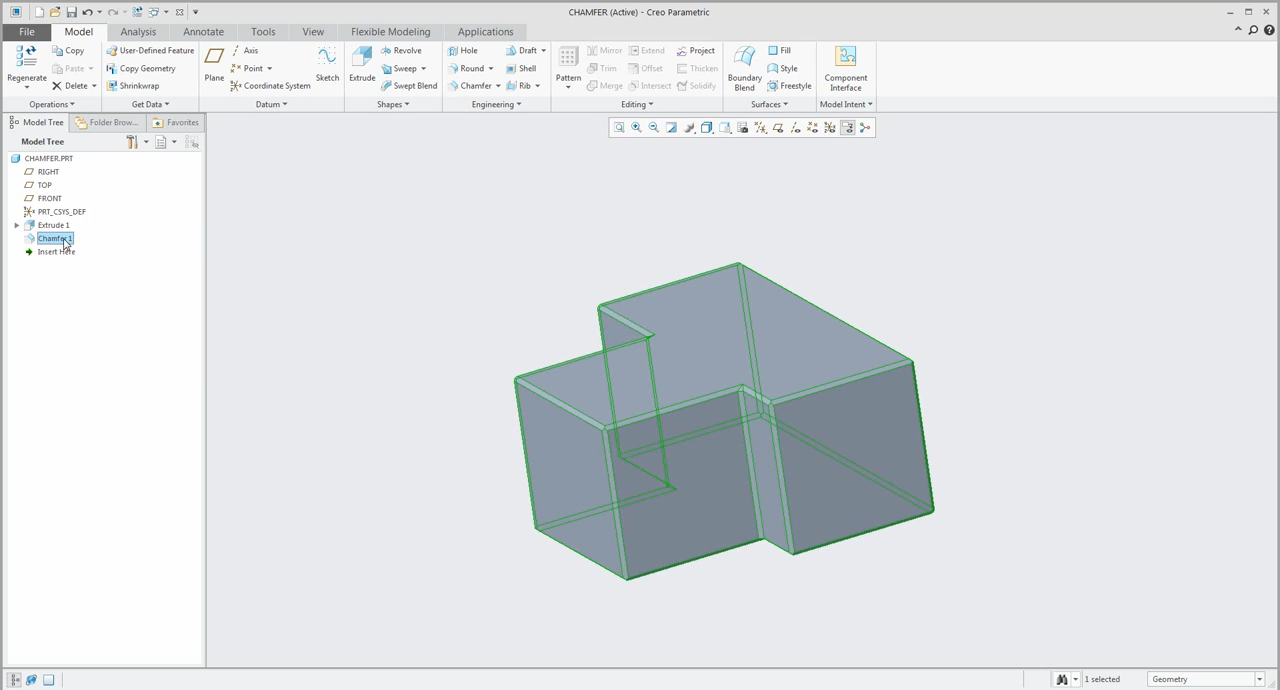 CHAMFER (Active) - Creo Parametric
File Model Analysis Annotate Tools View Flexible Modeling Applications
Regenerate
Copy
Paste
Delete
Operations
User-Defined Feature
Copy Geometry
Shrinkwrap
Get Data
Plane
Axis
Point
Coordinate System
Sketch
Datum
Extrude
Revolve
Sweep
Swept Blend
Shapes
Hole
Round
Chamfer
Draft
Shell
Rib
Engineering
Pattern
Mirror
Trim
Merge
Extend
Offset
Intersect
Project
Thicken
Solidify
Editing
Boundary
Blend
Fill
Style
Freestyle
Surfaces
Component
Interface
Model Intent
Model Tree Folder Brow... Favorites
Model Tree
CHAMFER.PRT
RIGHT
TOP
FRONT
PRT_CSYS_DEF
Extrude 1
Chamfer 1
Insert Here
1 selected
Geometry